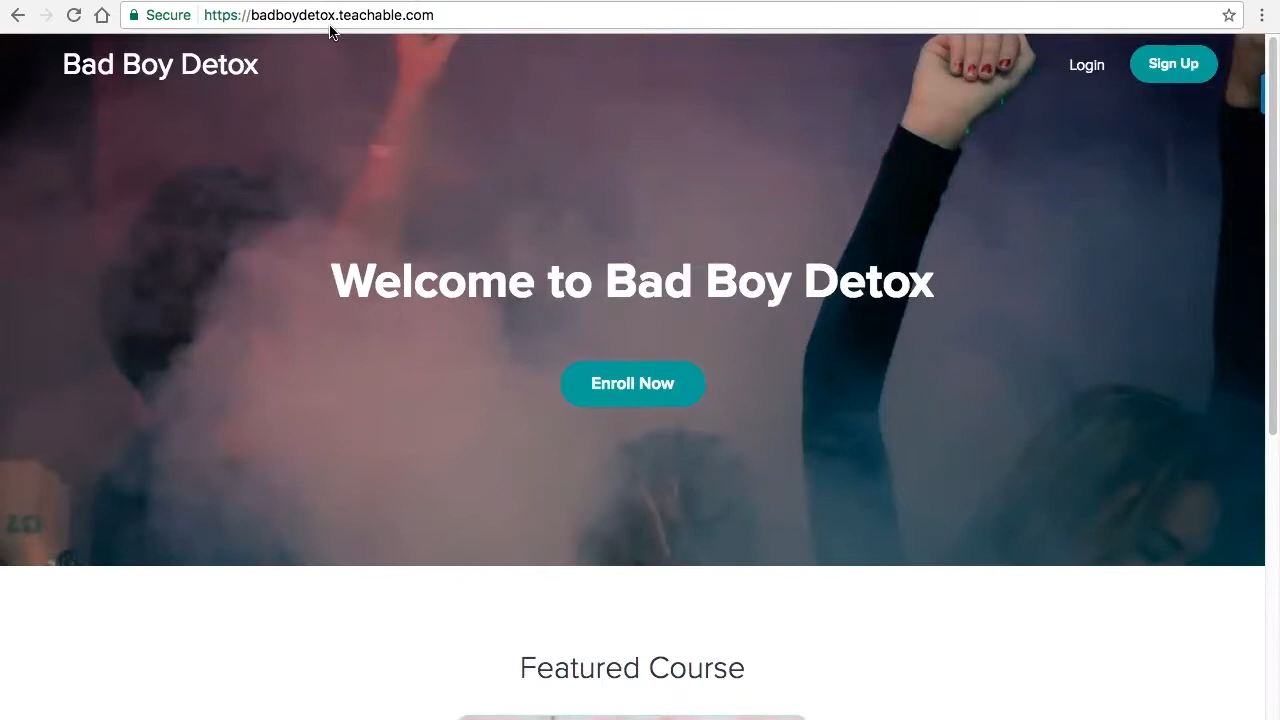 Secure https://badboydetox.teachable.com
Bad Boy Detox
Login
Sign Up
Welcome to Bad Boy Detox
Enroll Now
Featured Course